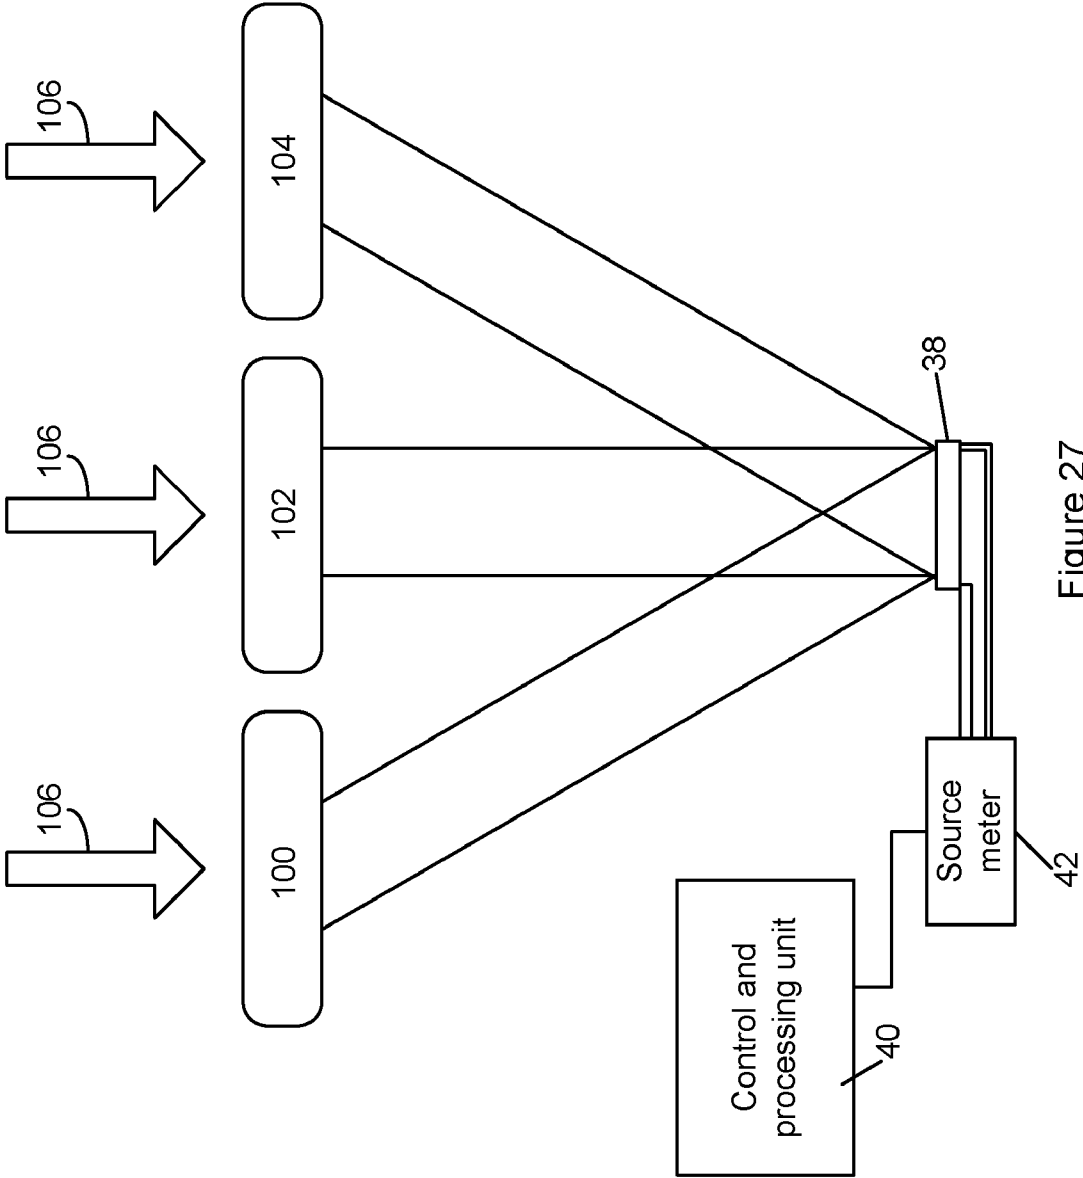 106
106
106
100
102
104
38
Control and
processing unit
40
Source
meter
42
Figure 27